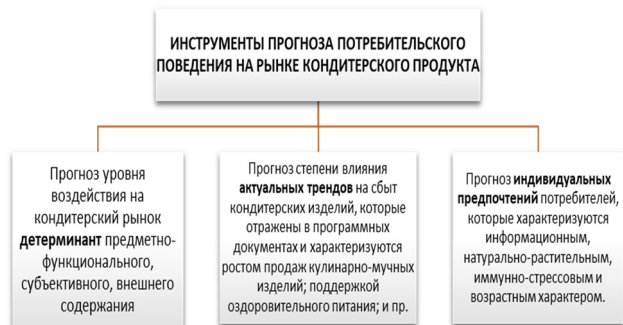 ИНСТРУМЕНТЫ ПРОГНОЗА ПОТРЕБИТЕЛЬСКОГО
ПОВЕДЕНИЯ НА РЫНКЕ КОНДИТЕРСКОГО ПРОДУКТА
Прогноз уровня
воздействия на
кондитерский рынок
детерминант предметно-
функционального,
субъективного, внешнего
содержания
Прогноз степени влияния
актуальных трендов на сбыт
кондитерских изделий, которые
отражены в программных
документах и характеризуются
ростом продаж кулинарно-мучных
изделий; поддержкой
оздоровительного питания; и пр.
Прогноз индивидуальных
предпочтений потребителей,
которые характеризуются
информационным,
натурально-растительным,
иммунно-стрессовым и
возрастным характером.